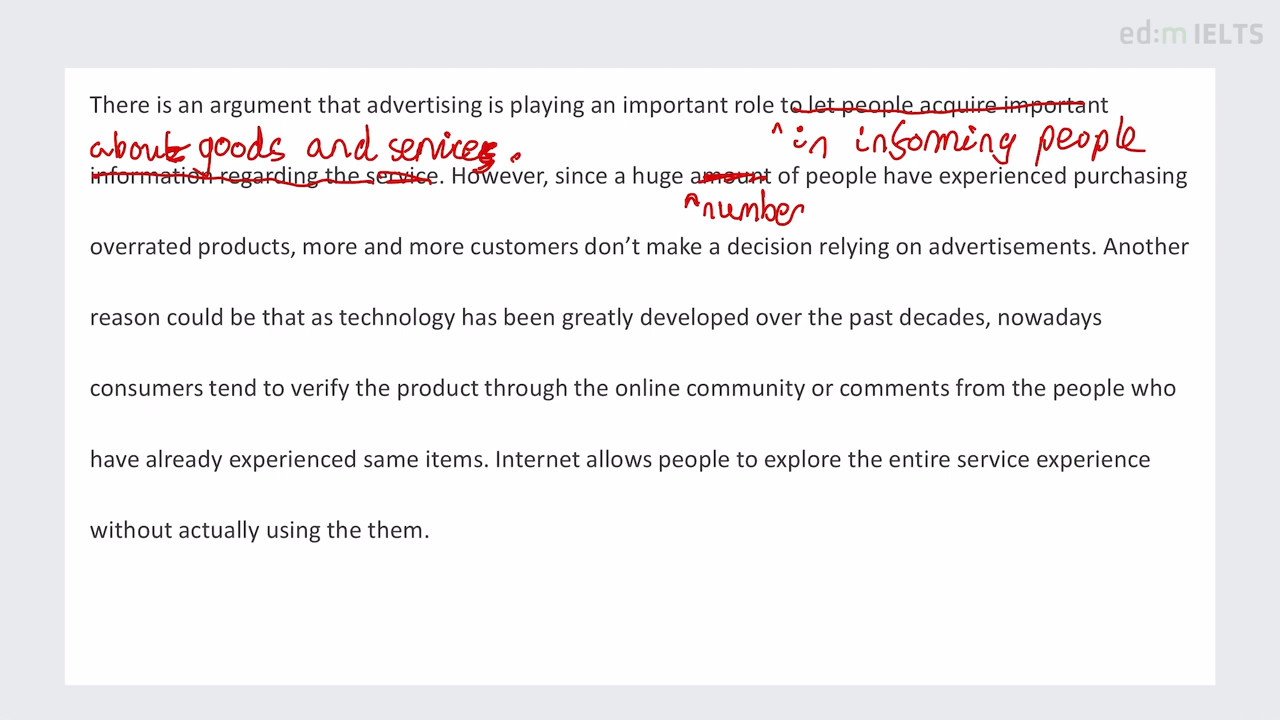 ed:m IELTS
There is an argument that advertising is playing an important role to let people acquire important
^ in informing people
about goods and services.
information regarding the service. However, since a huge amount of people have experienced purchasing
^ number
overrated products, more and more customers don’t make a decision relying on advertisements. Another
reason could be that as technology has been greatly developed over the past decades, nowadays
consumers tend to verify the product through the online community or comments from the people who
have already experienced same items. Internet allows people to explore the entire service experience
without actually using the them.